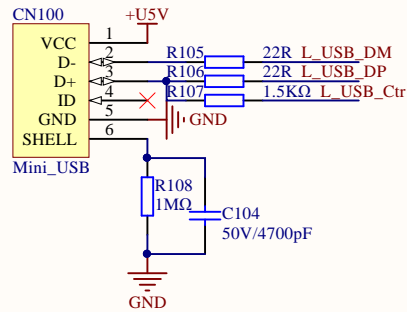 CN100
+U5V
VCC 1
D- 2 R105 22R L_USB_DM
D+ 3 R106 22R L_USB_DP
ID 4 R107 1.5KΩ L_USB_Ctr
GND 5 GND
SHELL 6
Mini_USB
R108
1MΩ
C104
50V/4700pF
GND